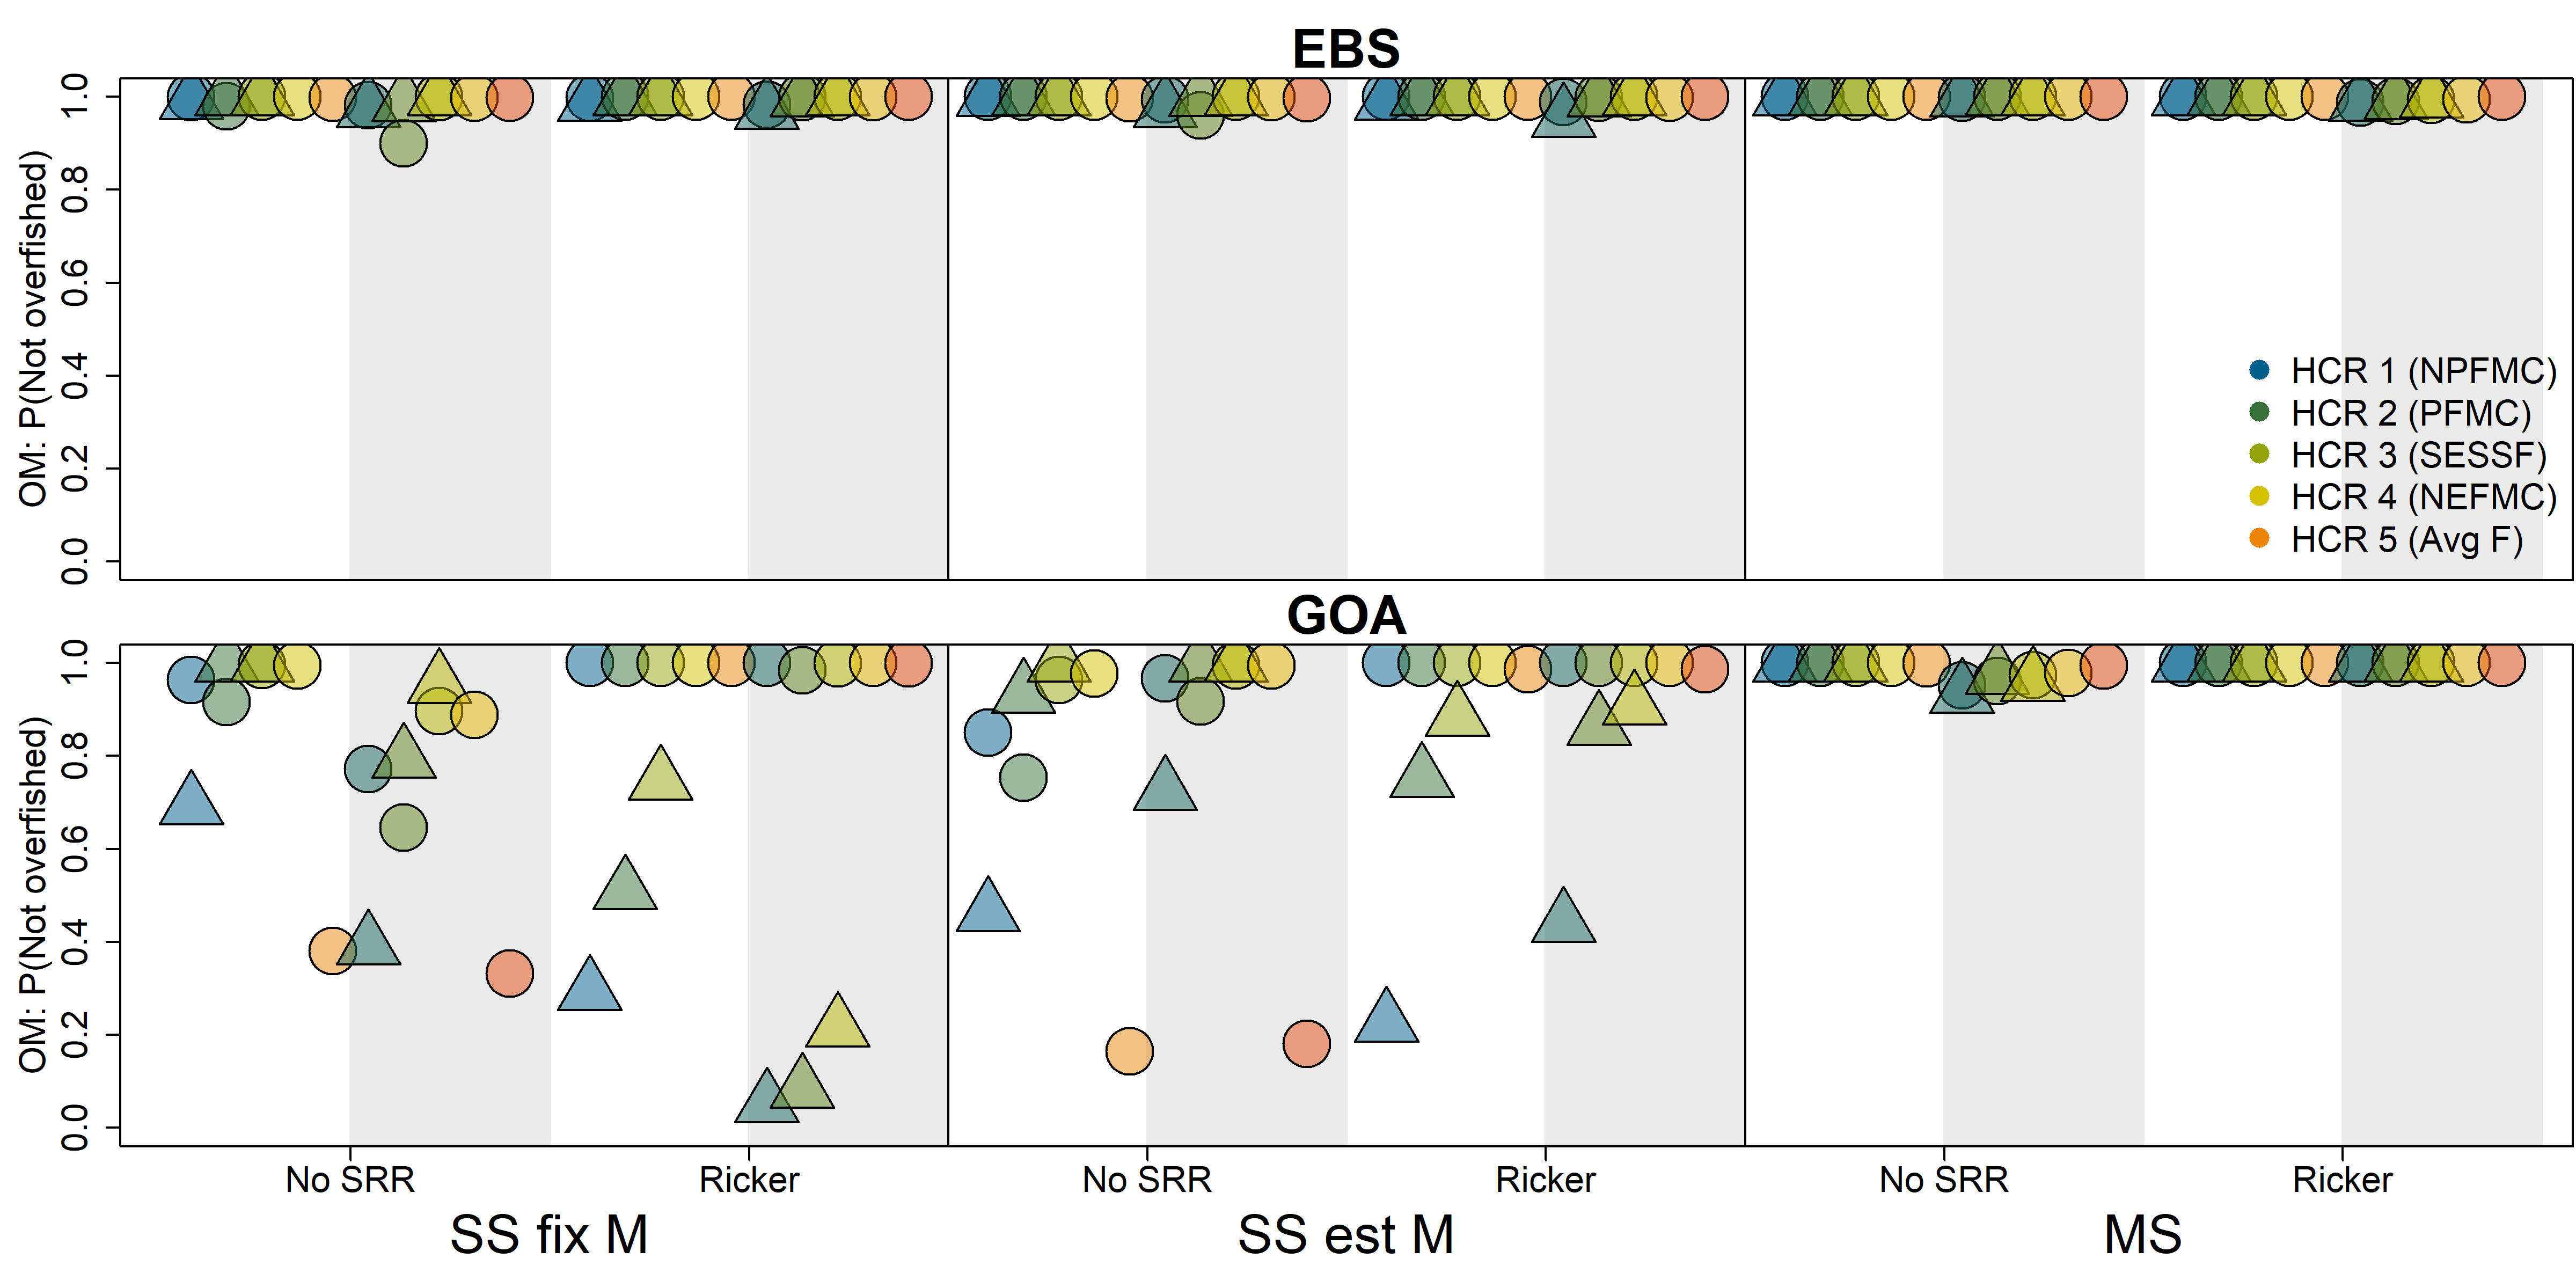 EBS
OM: P(Not overfished)
1.0
0.8
0.6
0.4
0.2
0.0
HCR 1 (NPFMC)
HCR 2 (PFMC)
HCR 3 (SESSF)
HCR 4 (NEFMC)
HCR 5 (Avg F)
GOA
OM: P(Not overfished)
1.0
0.8
0.6
0.4
0.2
0.0
No SRR Ricker No SRR Ricker No SRR Ricker
SS fix M SS est M MS